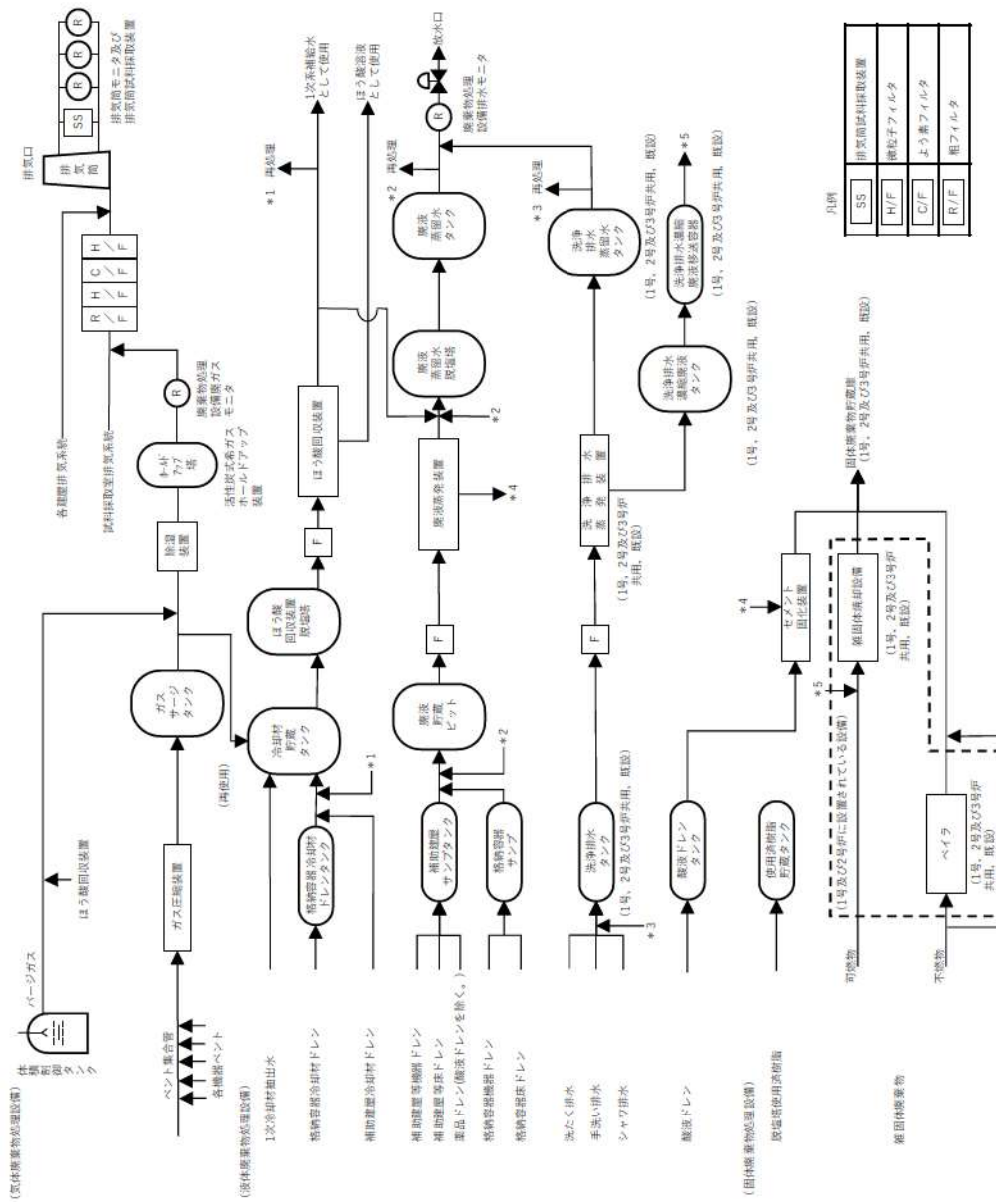 (気体廃棄物処理設備)
体積制御タンク
パージガス
ほう酸回収装置
ベント集合管
各機器ベント
ガス圧縮装置
ガス
サージ
タンク
(再使用)
除湿
装置
ホールド
アップ
塔
活性炭式希ガス
ホールドアップ
装置
R
廃棄物処理
設備廃ガス
モニタ
各建屋排気系統
試料採取室排気系統
R/F
H/F
C/F
H/F
排気口
排気筒
SS
R
R
R
排気筒モニタ及び
排気筒試料採取装置
(液体廃棄物処理設備)
1次冷却材抽出水
格納容器冷却材ドレン
補助建屋冷却材ドレン
格納容器冷却材
ドレンタンク
*1
冷却材
貯蔵
タンク
ほう酸
回収装置
脱塩塔
F
ほう酸回収装置
*1 再処理
1次系補給水
として使用
ほう酸溶液
として使用
補助建屋等機器ドレン
補助建屋等床ドレン
薬品ドレン(酸液ドレンを除く。)
格納容器機器ドレン
格納容器床ドレン
補助建屋
サンプタンク
格納容器
サンプ
*2
廃液
貯蔵
ピット
F
廃液蒸発装置
*4
*2
廃液
蒸留水
脱塩塔
廃液
蒸留水
タンク
*2 再処理
R
廃棄物処理
設備排水モニタ
放水口
洗たく排水
手洗い排水
シャワ排水
*3
洗浄排水
タンク
(1号、2号及び3号炉共用、既設)
F
洗浄排水
蒸発装置
(1号、2号及び3号炉
共用、既設)
洗浄
排水
蒸留水
タンク
(1号、2号及び3号炉共用、既設)
*3 再処理
洗浄排水
濃縮廃液
タンク
(1号、2号及び3号炉共用、既設)
洗浄排水濃縮
廃液移送容器
(1号、2号及び3号炉共用、既設)
*5
酸液ドレン
酸液ドレン
タンク
(固体廃棄物処理設備)
脱塩塔使用済樹脂
使用済樹脂
貯蔵タンク
*4
セメント
固化装置
雑固体廃棄物
可燃物
不燃物
(1号及び2号炉に設置されている設備)
*5
雑固体焼却設備
(1号、2号及び3号炉
共用、既設)
ベイラ
(1号、2号及び3号炉
共用、既設)
固体廃棄物貯蔵庫
(1号、2号及び3号炉共用、既設)
凡例
SS 排気筒試料採取装置
H/F 微粒子フィルタ
C/F よう素フィルタ
R/F 粗フィルタ